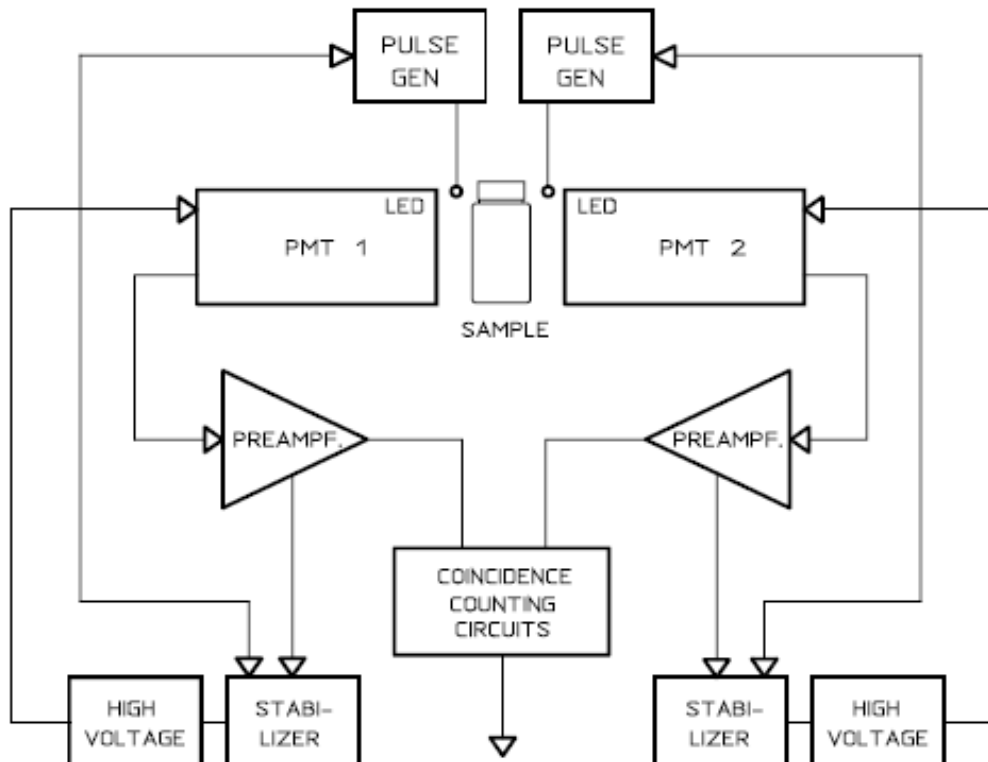 PULSE
GEN
PULSE
GEN
LED
PMT 1
LED
PMT 2
SAMPLE
PREAMPF.
PREAMPF.
COINCIDENCE
COUNTING
CIRCUITS
HIGH
VOLTAGE
STABI-
LIZER
STABI-
LIZER
HIGH
VOLTAGE